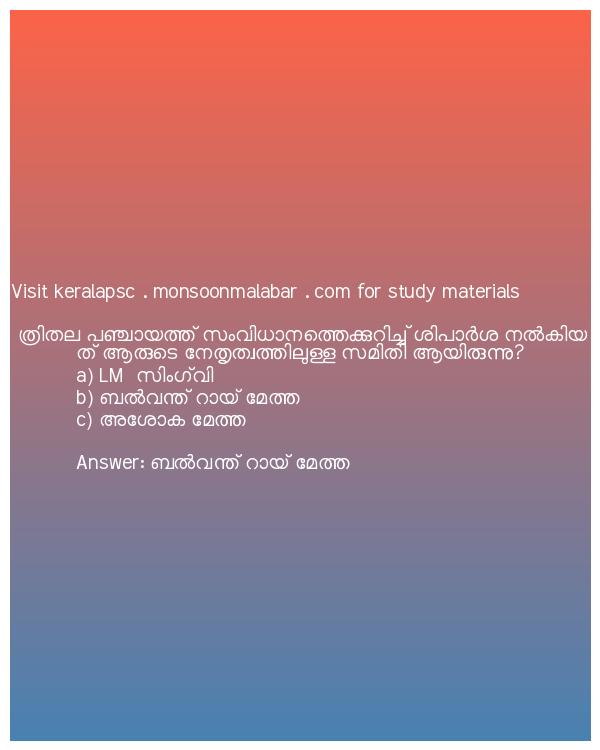 Visit keralapsc . monsoonmalabar . com for study materials
ത്രിതല പഞ്ചായത്ത് സംവിധാനത്തെക്കുറിച്ച് ശിപാർശ നൽകിയ
ത് ആരുടെ നേതൃത്വത്തിലുള്ള സമിതി ആയിരുന്നു?
a) LM സിംഗ്‌വി
b) ബൽവന്ത് റായ് മേത്ത
c) അശോക മേത്ത
Answer: ബൽവന്ത് റായ് മേത്ത